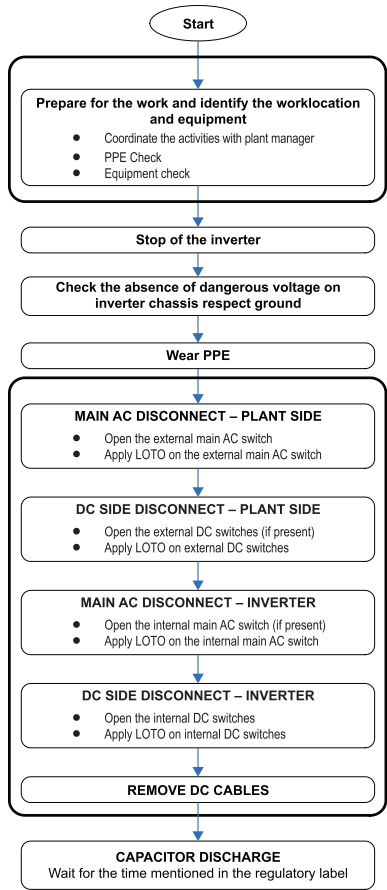 Start
Prepare for the work and identify the worklocation
and equipment
● Coordinate the activities with plant manager
● PPE Check
● Equipment check
Stop of the inverter
Check the absence of dangerous voltage on
inverter chassis respect ground
Wear PPE
MAIN AC DISCONNECT – PLANT SIDE
● Open the external main AC switch
● Apply LOTO on the external main AC switch
DC SIDE DISCONNECT – PLANT SIDE
● Open the external DC switches (if present)
● Apply LOTO on external DC switches
MAIN AC DISCONNECT – INVERTER
● Open the internal main AC switch (if present)
● Apply LOTO on the internal main AC switch
DC SIDE DISCONNECT – INVERTER
● Open the internal DC switches
● Apply LOTO on internal DC switches
REMOVE DC CABLES
CAPACITOR DISCHARGE
Wait for the time mentioned in the regulatory label